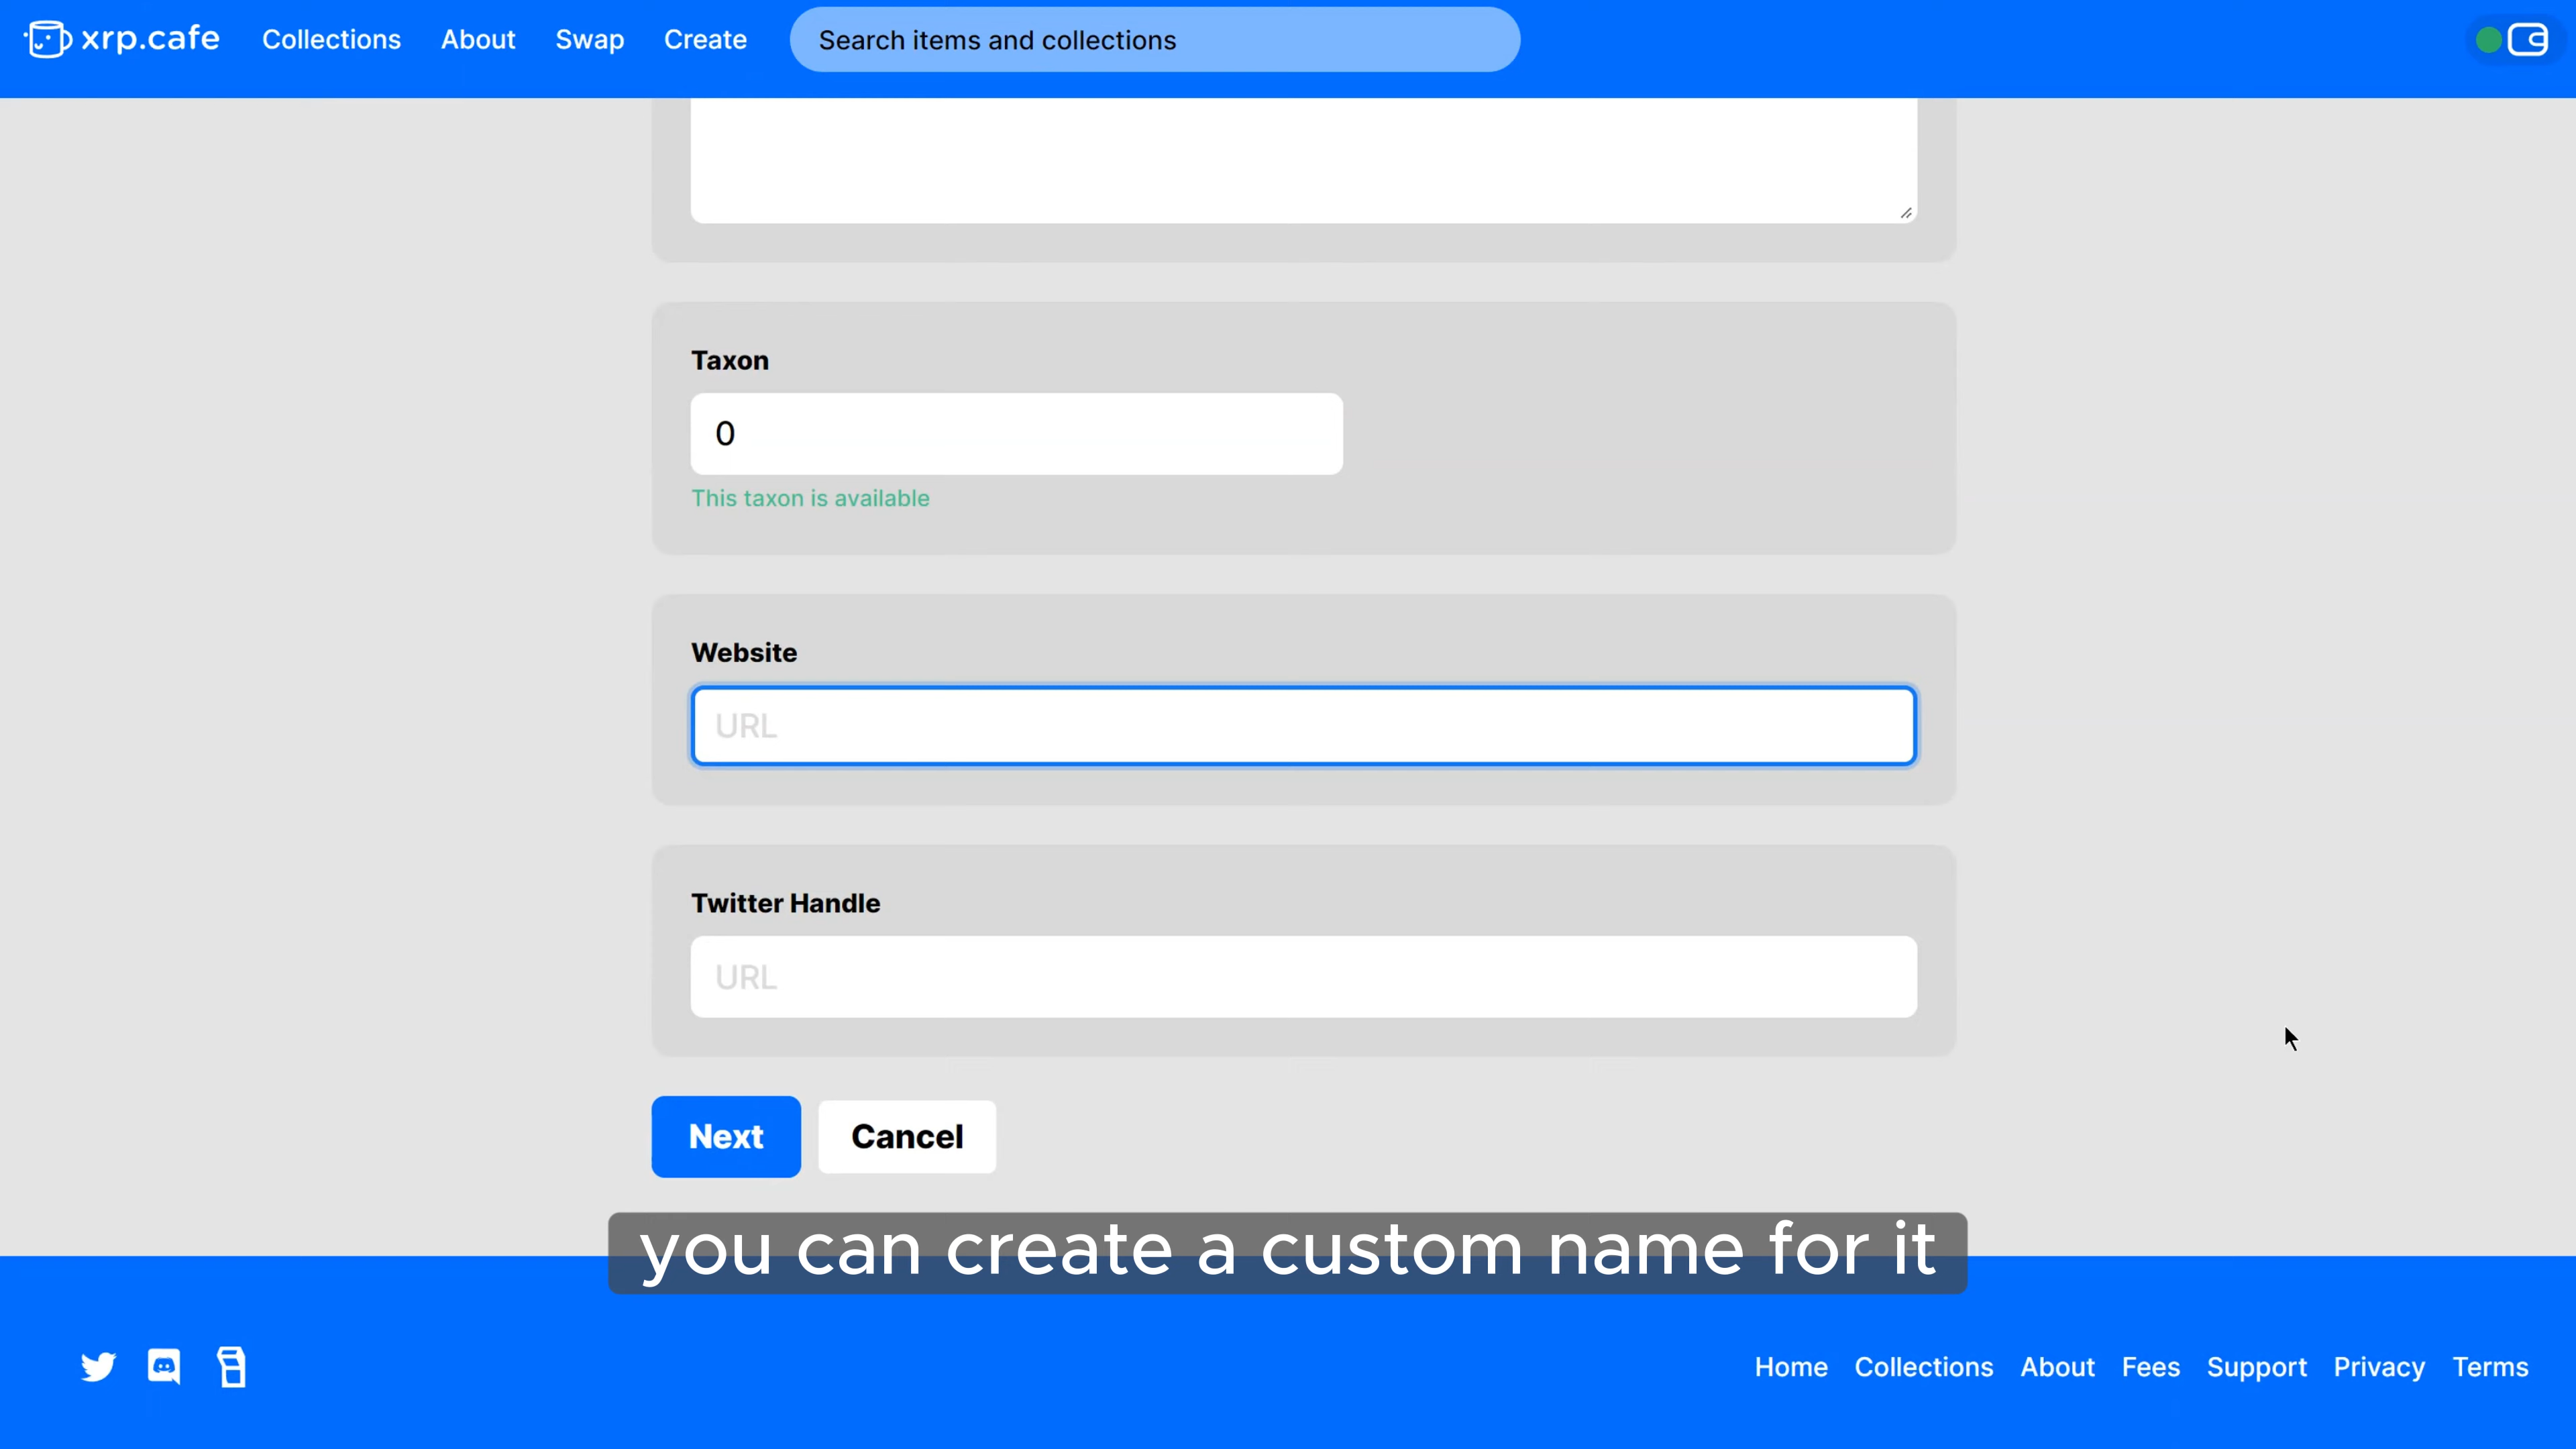 xrp.cafe Collections About Swap Create Search items and collections
Taxon
0
This taxon is available
Website
URL
Twitter Handle
URL
Next Cancel
you can create a custom name for it
Home Collections About Fees Support Privacy Terms